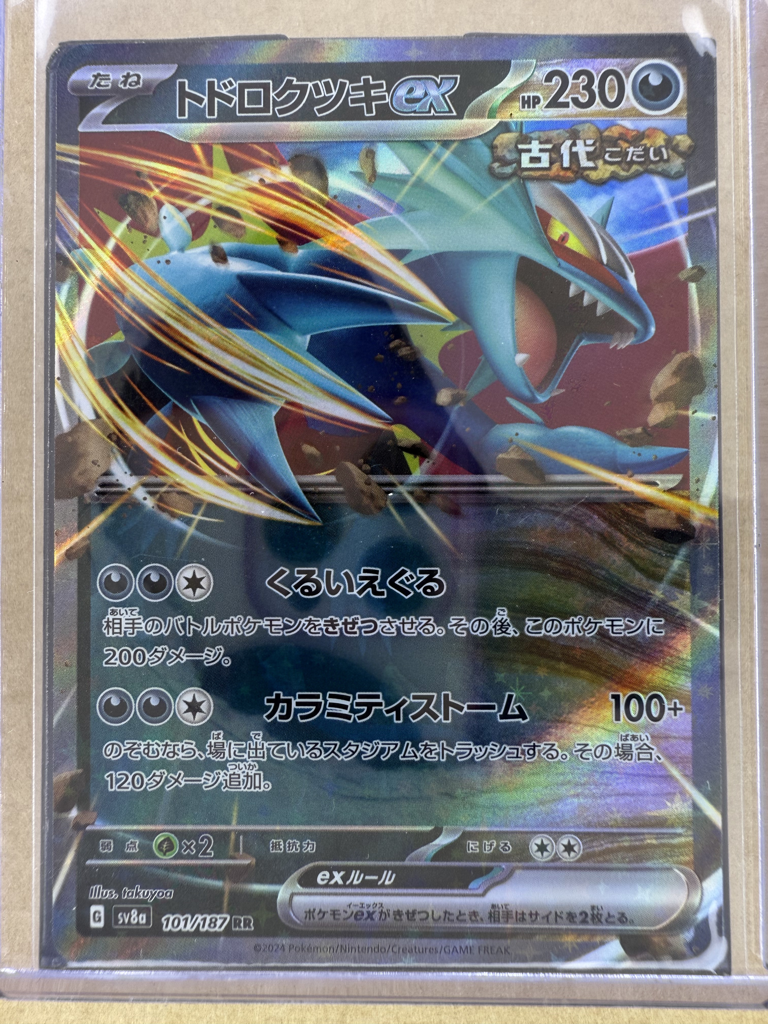 たね
トドロクツキex
HP 230
古代 こだい
くるいえぐる
相手のバトルポケモンをきぜつさせる。その後、このポケモンに
200ダメージ。
カラミティストーム 100+
のぞむなら、場に出ているスタジアムをトラッシュする。その場合、
120ダメージ追加。
弱点 ×2 抵抗力 にげる
exルール
ポケモンexがきぜつしたとき、相手はサイドを2枚とる。
Illus. takuyoa
G sv8a 101/187 RR
©2024 Pokémon/Nintendo/Creatures/GAME FREAK.